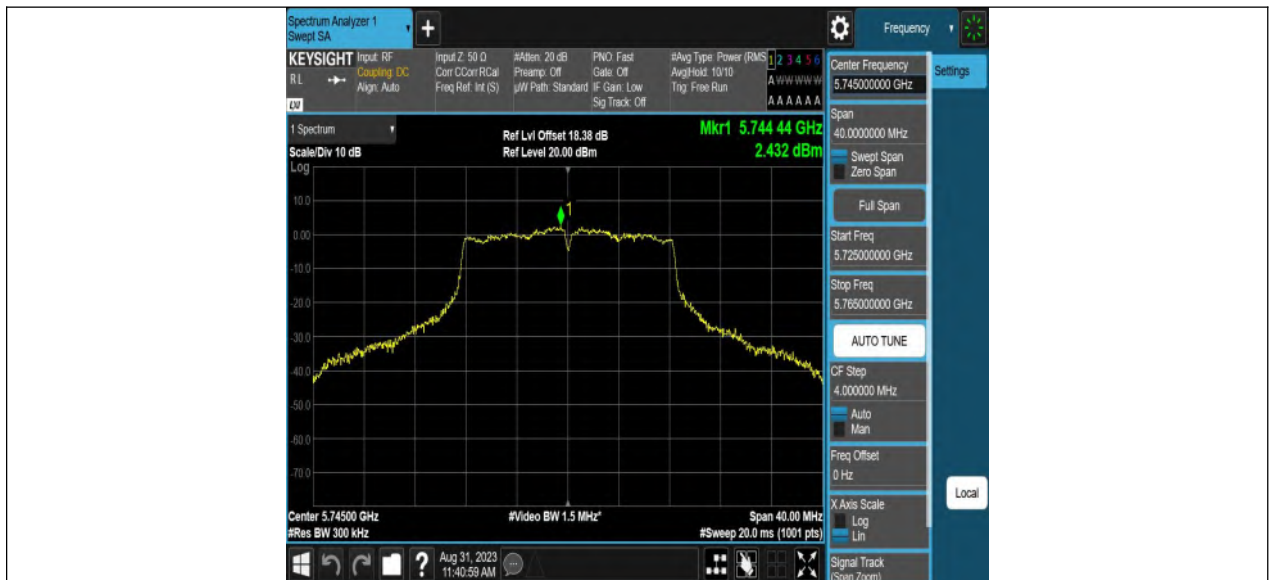 Spectrum Analyzer 1
Swept SA
+
Frequency
KEYSIGHT Input: RF
Coupling: DC
Align: Auto
R L
LXI
Input Z: 50 Ω
Corr CCorr RCal
Freq Ref: Int (S)
#Atten: 20 dB
Preamp: Off
µW Path: Standard
PNO: Fast
Gate: Off
IF Gain: Low
Sig Track: Off
#Avg Type: Power (RMS
Avg|Hold: 10/10
Trig: Free Run
1 2 3 4 5 6
A W W W W W
A A A A A A
1 Spectrum
Scale/Div 10 dB
Ref Lvl Offset 18.38 dB
Ref Level 20.00 dBm
Mkr1 5.744 44 GHz
2.432 dBm
Log
10.0
0.00
-10.0
-20.0
-30.0
-40.0
-50.0
-60.0
-70.0
1
Center 5.74500 GHz
#Res BW 300 kHz
#Video BW 1.5 MHz*
Span 40.00 MHz
#Sweep 20.0 ms (1001 pts)
?
Aug 31, 2023
11:40:59 AM
Center Frequency
5.745000000 GHz
Settings
Span
40.0000000 MHz
Swept Span
Zero Span
Full Span
Start Freq
5.725000000 GHz
Stop Freq
5.765000000 GHz
AUTO TUNE
CF Step
4.000000 MHz
Auto
Man
Freq Offset
0 Hz
X Axis Scale
Log
Lin
Local
Signal Track
(Span Zoom)